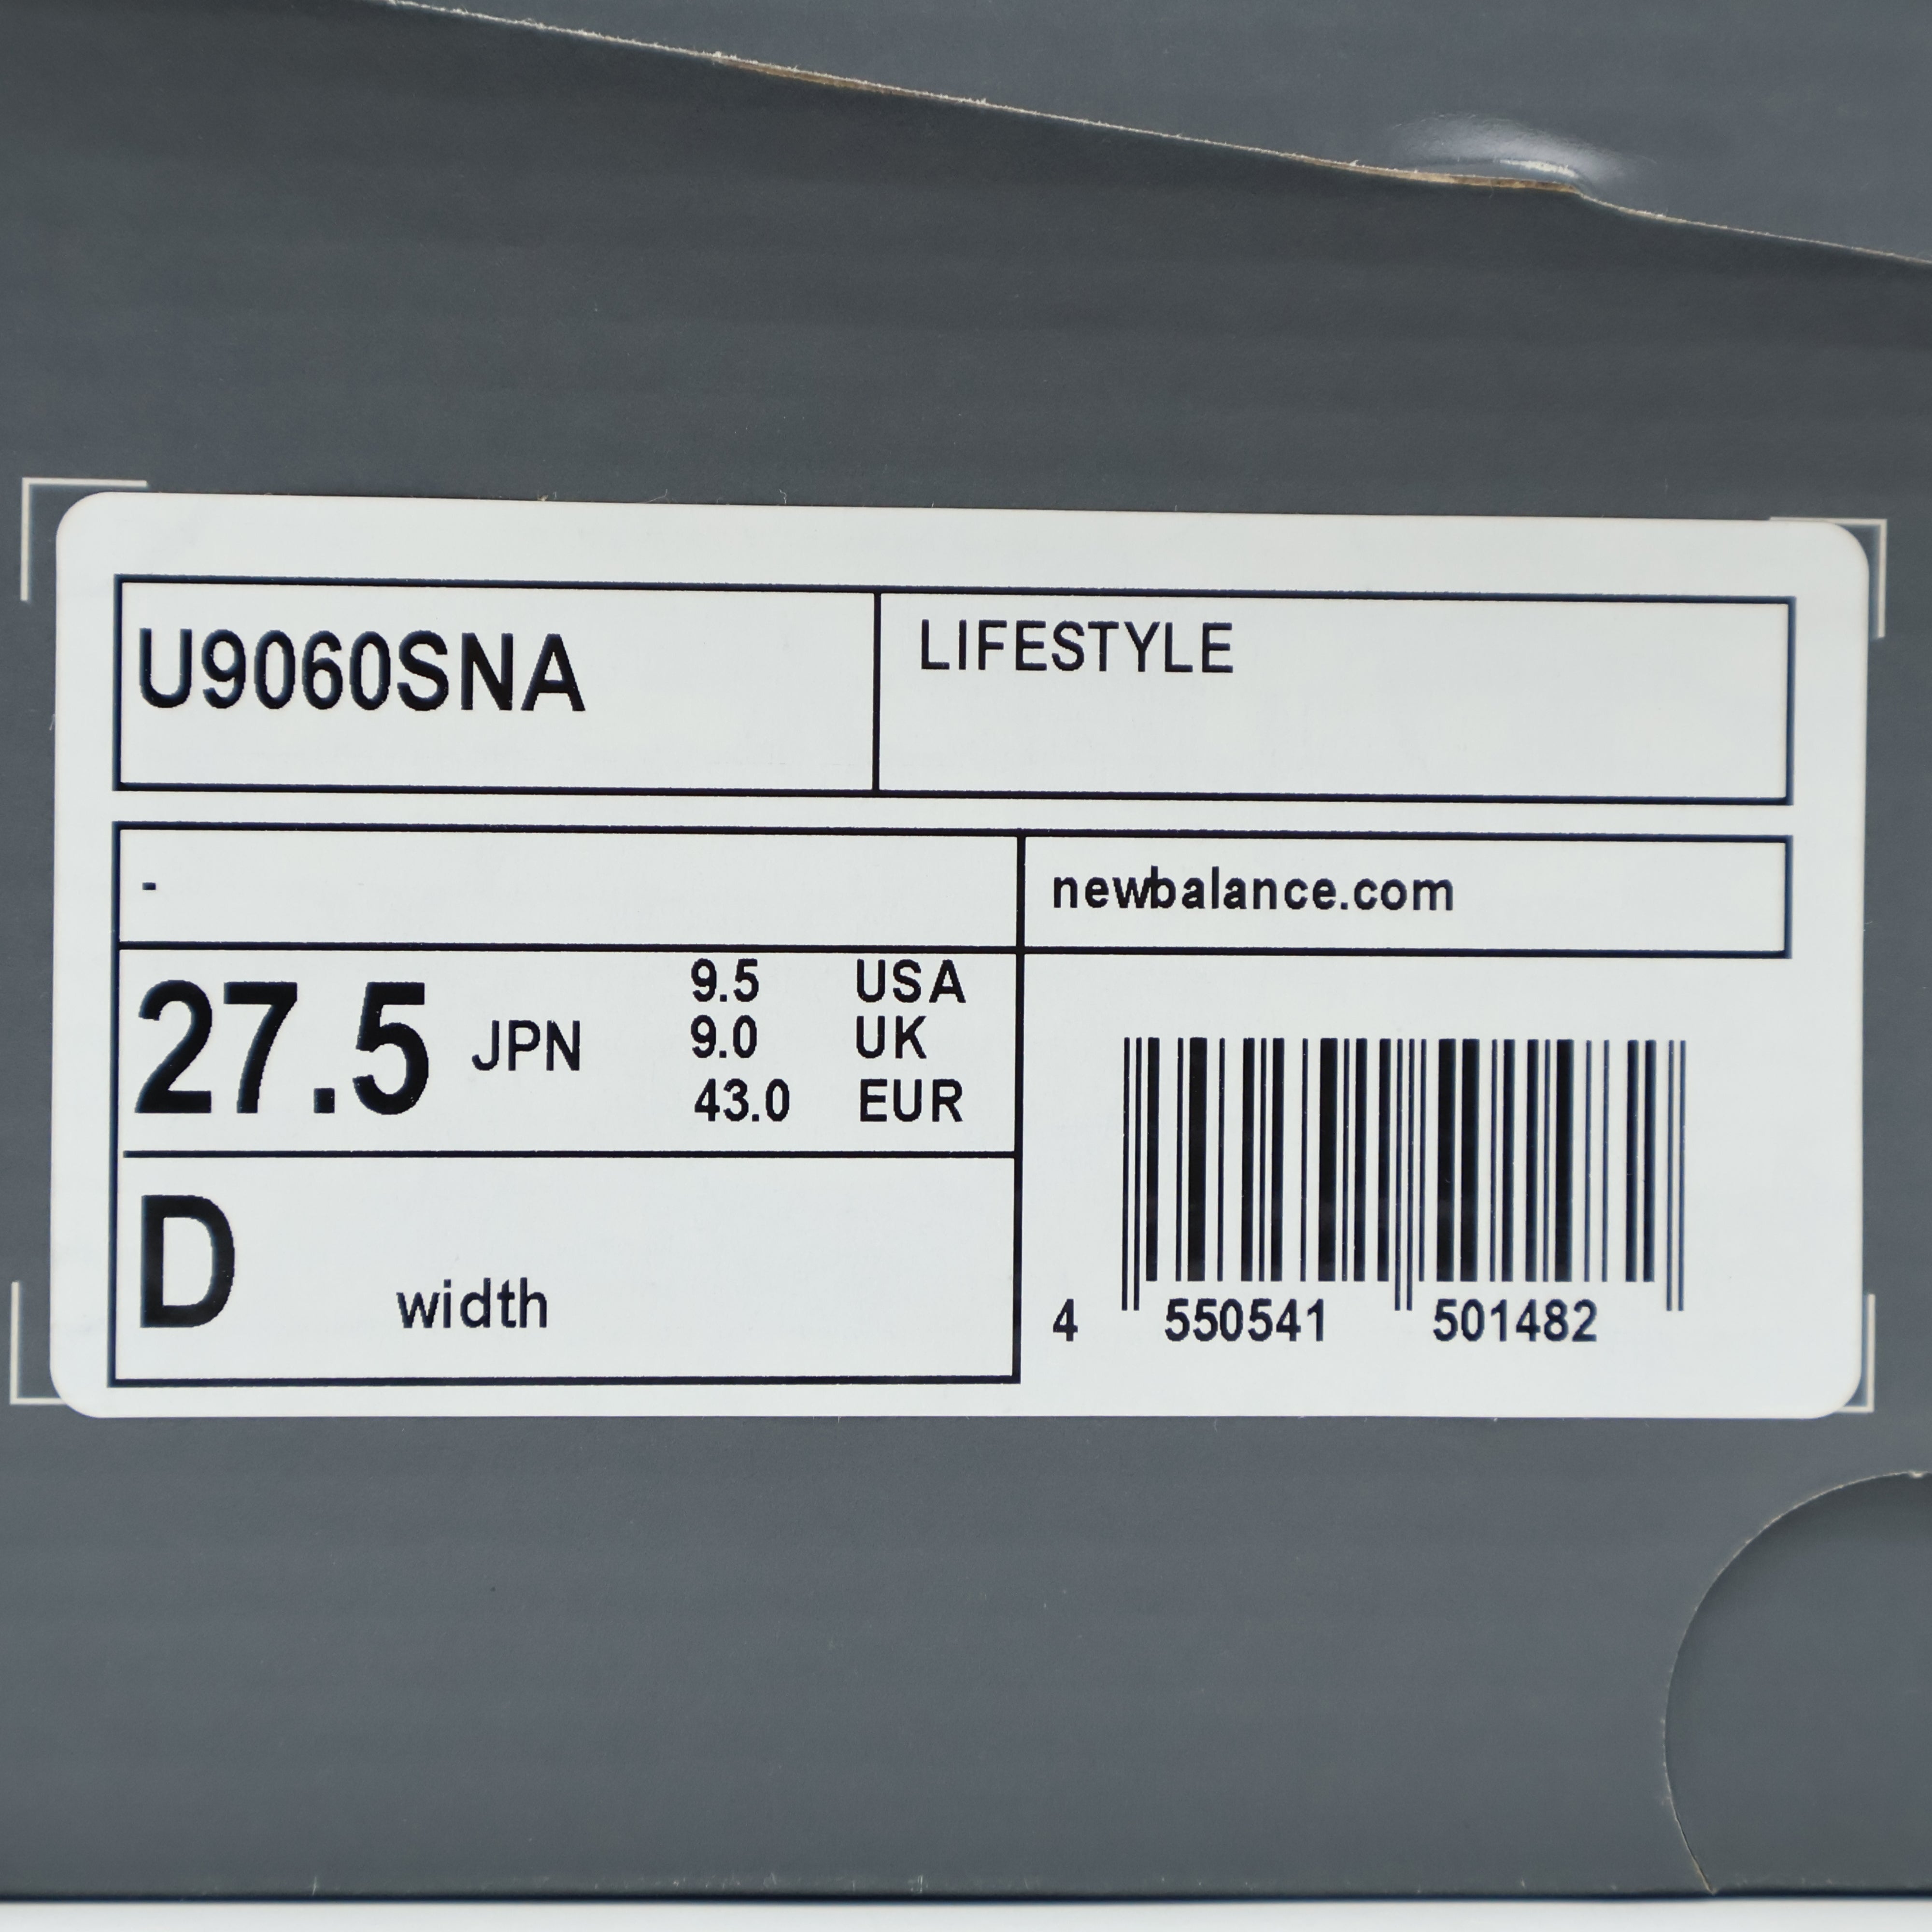 U9060SNA
LIFESTYLE
-
newbalance.com
27.5 JPN
9.5 USA
9.0 UK
43.0 EUR
D width
4 550541 501482